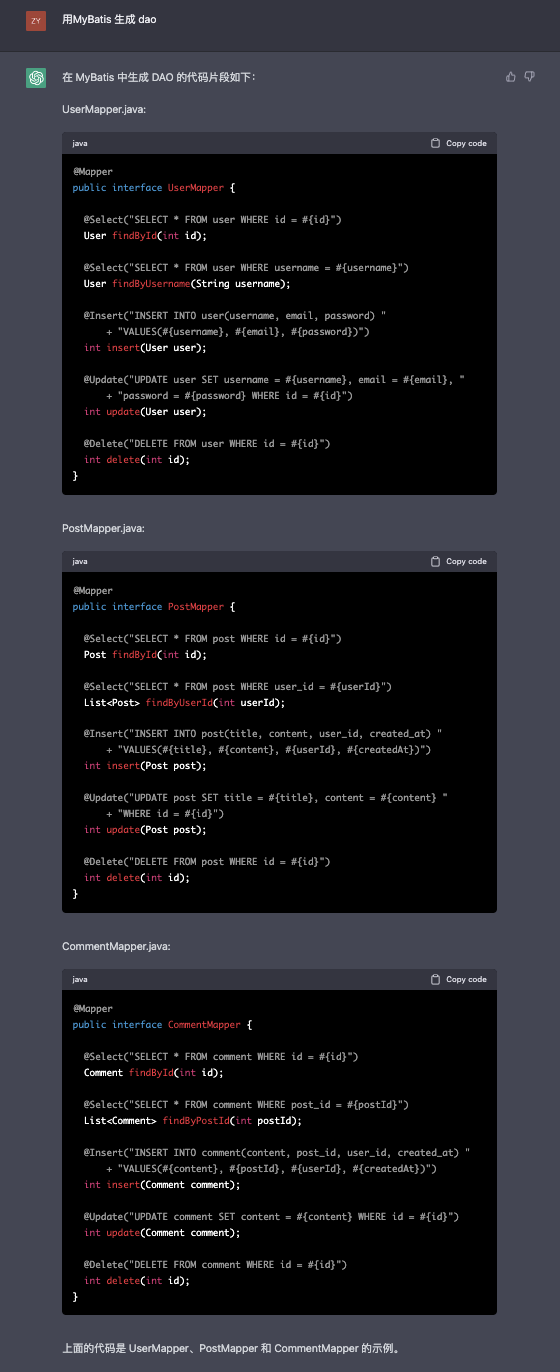 ZY
用MyBatis 生成 dao
在 MyBatis 中生成 DAO 的代码片段如下：
UserMapper.java:
java
Copy code
@Mapper
public interface UserMapper {
@Select("SELECT * FROM user WHERE id = #{id}")
User findById(int id);
@Select("SELECT * FROM user WHERE username = #{username}")
User findByUsername(String username);
@Insert("INSERT INTO user(username, email, password) "
+ "VALUES(#{username}, #{email}, #{password})")
int insert(User user);
@Update("UPDATE user SET username = #{username}, email = #{email}, "
+ "password = #{password} WHERE id = #{id}")
int update(User user);
@Delete("DELETE FROM user WHERE id = #{id}")
int delete(int id);
}
PostMapper.java:
java
Copy code
@Mapper
public interface PostMapper {
@Select("SELECT * FROM post WHERE id = #{id}")
Post findById(int id);
@Select("SELECT * FROM post WHERE user_id = #{userId}")
List<Post> findByUserId(int userId);
@Insert("INSERT INTO post(title, content, user_id, created_at) "
+ "VALUES(#{title}, #{content}, #{userId}, #{createdAt})")
int insert(Post post);
@Update("UPDATE post SET title = #{title}, content = #{content} "
+ "WHERE id = #{id}")
int update(Post post);
@Delete("DELETE FROM post WHERE id = #{id}")
int delete(int id);
}
CommentMapper.java:
java
Copy code
@Mapper
public interface CommentMapper {
@Select("SELECT * FROM comment WHERE id = #{id}")
Comment findById(int id);
@Select("SELECT * FROM comment WHERE post_id = #{postId}")
List<Comment> findByPostId(int postId);
@Insert("INSERT INTO comment(content, post_id, user_id, created_at) "
+ "VALUES(#{content}, #{postId}, #{userId}, #{createdAt})")
int insert(Comment comment);
@Update("UPDATE comment SET content = #{content} WHERE id = #{id}")
int update(Comment comment);
@Delete("DELETE FROM comment WHERE id = #{id}")
int delete(int id);
}
上面的代码是 UserMapper、PostMapper 和 CommentMapper 的示例。